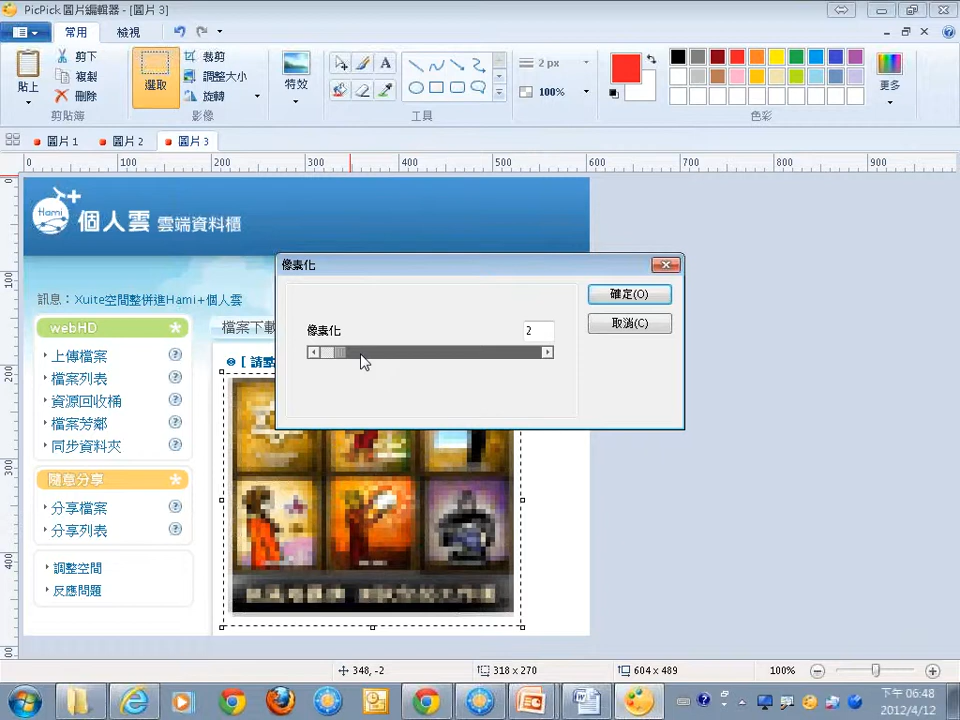 PicPick 圖片編輯器 - [圖片 3]
常用 檢視
貼上 剪下 複製 刪除 剪貼簿
選取 裁剪 調整大小 旋轉 影像
特效
A 工具
2 px
100%
更多 色彩
圖片 1 圖片 2 圖片 3
0 100 200 300 400 500 600 700 800 900
0
100
200
300
400
00
Hami+ 個人雲 雲端資料櫃
訊息：Xuite空間整併進Hami+個人雲
webHD
上傳檔案 ?
檔案列表 ?
資源回收桶 ?
檔案芳鄰 ?
同步資料夾 ?
隨意分享
分享檔案 ?
分享列表 ?
調整空間
反應問題
檔案下載
[ 請點
像素化
像素化 2
確定(O)
取消(C)
348, -2 318 x 270 604 x 489 100%
下午 06:48
2012/4/12